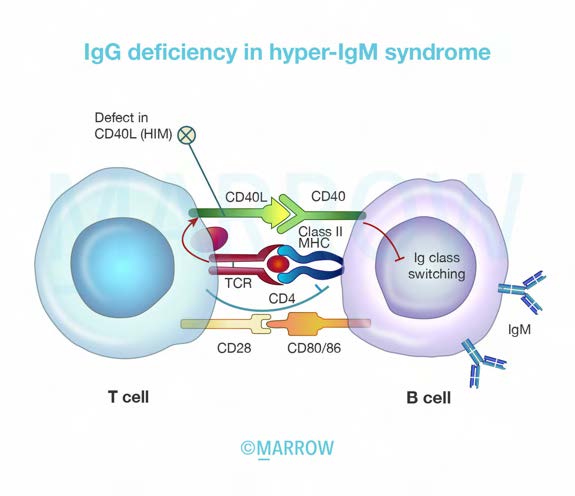 IgG deficiency in hyper-IgM syndrome
Defect in
CD40L (HIM)
MARROW
CD40L
CD40
Class II
MHC
TCR
CD4
Ig class
switching
IgM
CD28
CD80/86
T cell
B cell
©MARROW